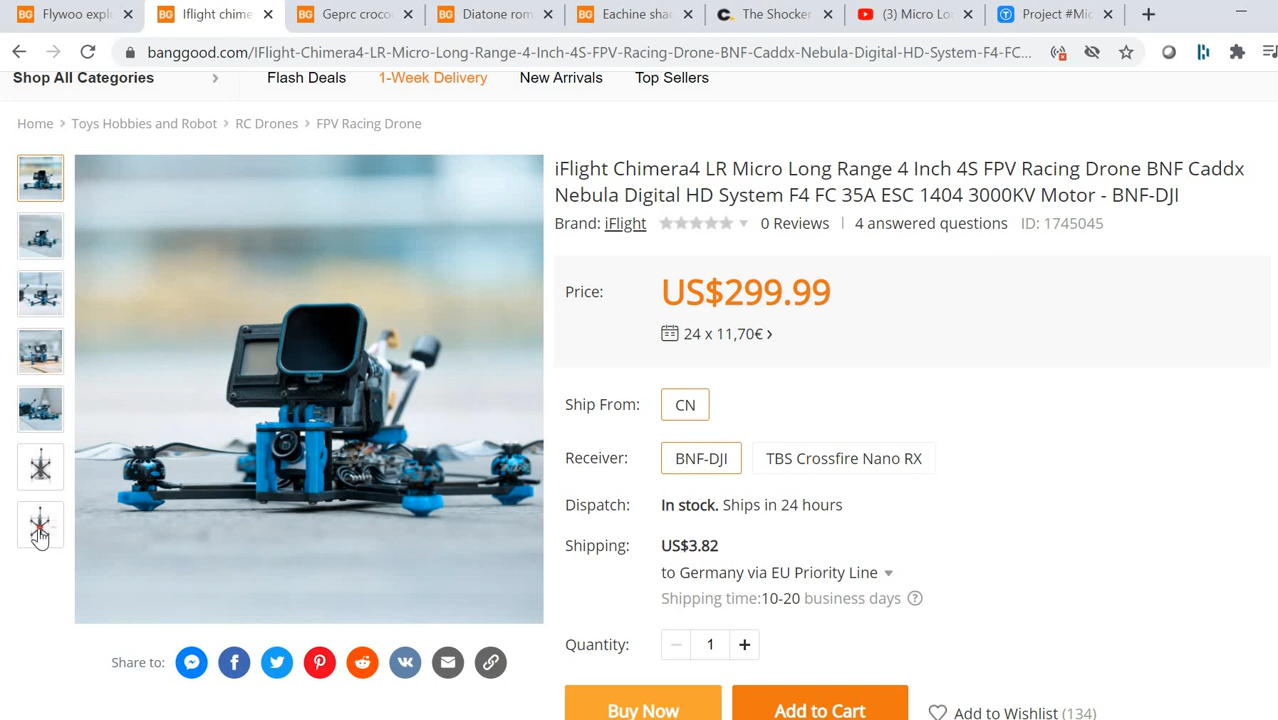 Flywoo expl
Iflight chime
Geprc croco
Diatone rom
Eachine sha
The Shocker
(3) Micro Lo
Project #Mic
banggood.com/IFlight-Chimera4-LR-Micro-Long-Range-4-Inch-4S-FPV-Racing-Drone-BNF-Caddx-Nebula-Digital-HD-System-F4-FC...
Shop All Categories
Flash Deals
1-Week Delivery
New Arrivals
Top Sellers
Home > Toys Hobbies and Robot > RC Drones > FPV Racing Drone
iFlight Chimera4 LR Micro Long Range 4 Inch 4S FPV Racing Drone BNF Caddx
Nebula Digital HD System F4 FC 35A ESC 1404 3000KV Motor - BNF-DJI
Brand: iFlight 0 Reviews 4 answered questions ID: 1745045
Price: US$299.99
24 x 11,70€ >
Ship From: CN
Receiver: BNF-DJI TBS Crossfire Nano RX
Dispatch: In stock. Ships in 24 hours
Shipping: US$3.82
to Germany via EU Priority Line
Shipping time:10-20 business days ?
Quantity: − 1 +
Share to:
Buy Now
Add to Cart
Add to Wishlist (134)